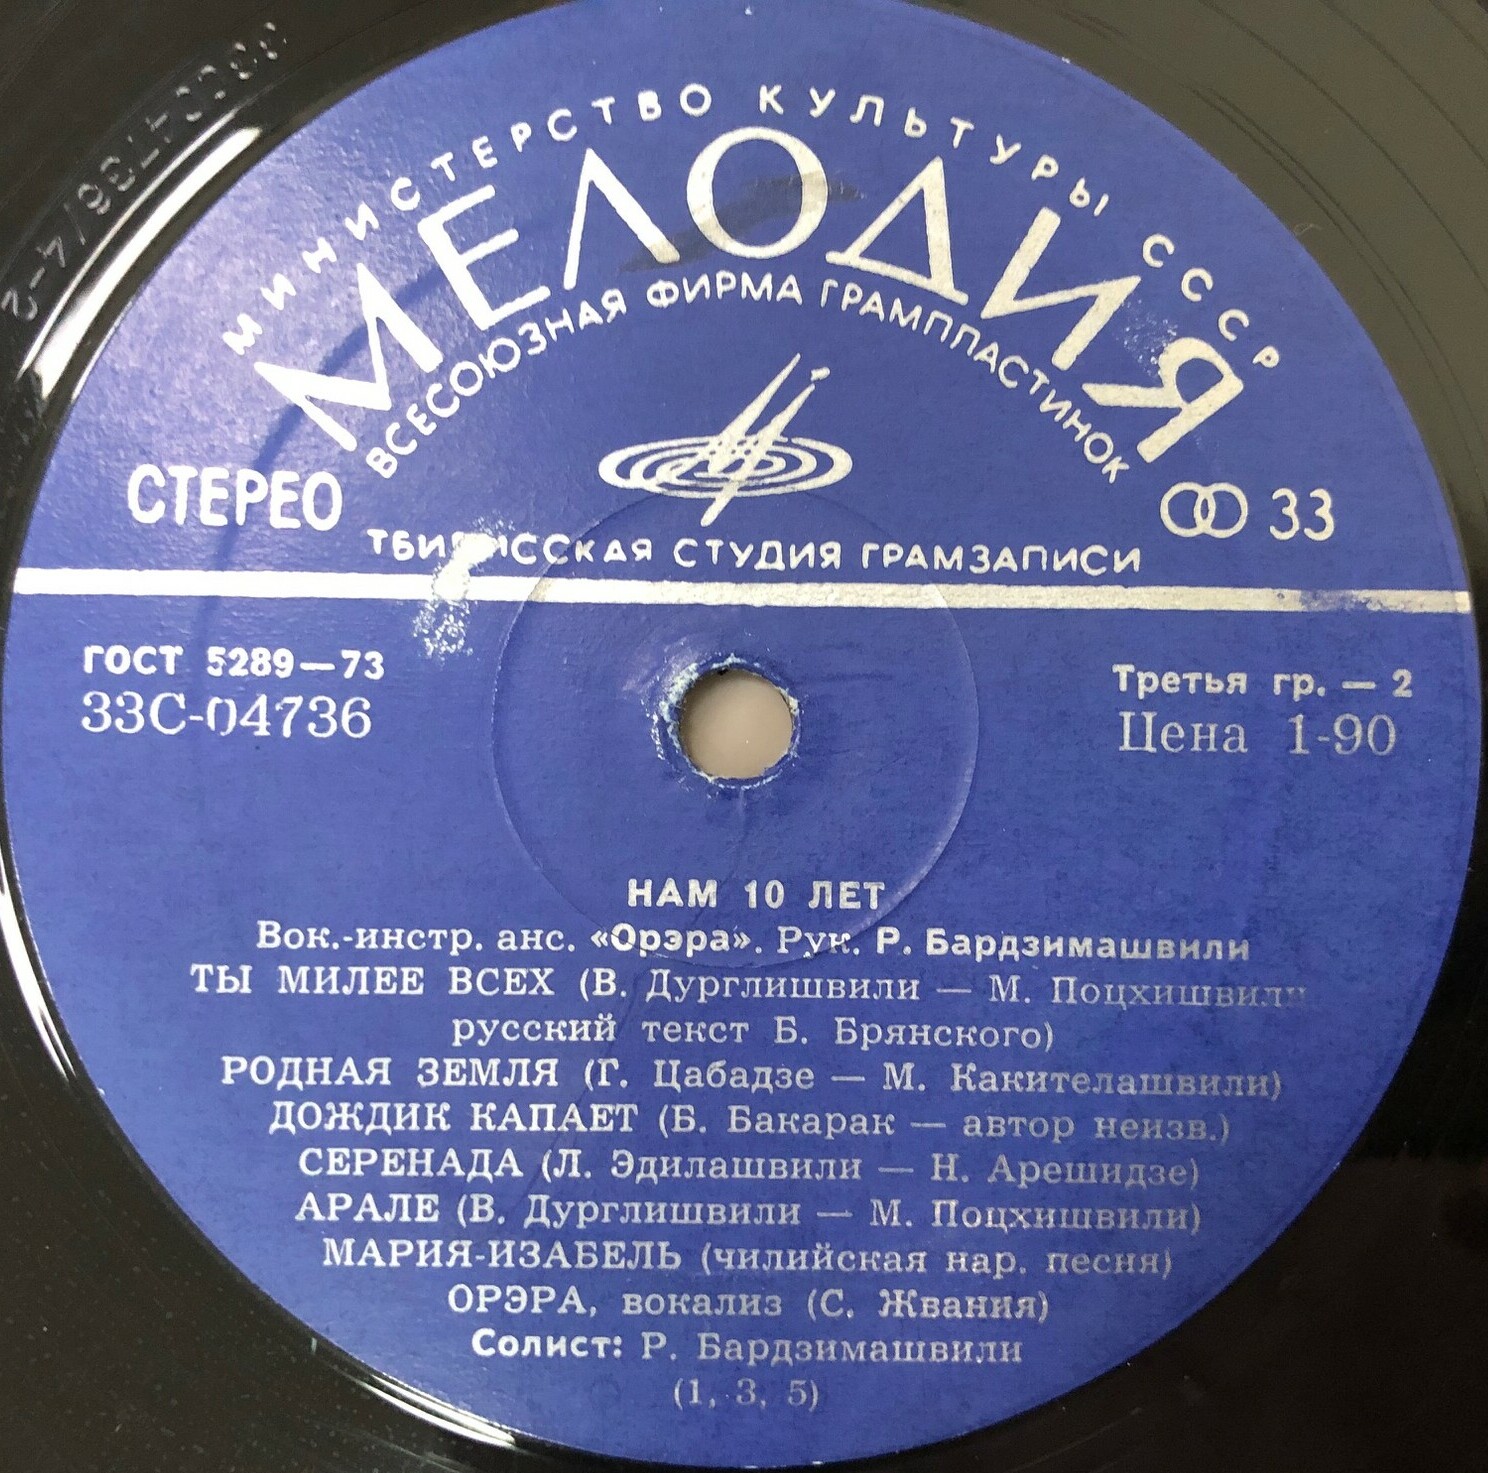 МИНИСТЕРСТВО КУЛЬТУРЫ СССР
МЕЛОДИЯ
ВСЕСОЮЗНАЯ ФИРМА ГРАМПЛАСТИНОК
СТЕРЕО
33
ТБИЛИССКАЯ СТУДИЯ ГРАМЗАПИСИ
ГОСТ 5289—73
33С-04736
Третья гр. — 2
Цена 1-90
НАМ 10 ЛЕТ
Вок.-инстр. анс. «Орэра». Рук. Р. Бардзимашвили
ТЫ МИЛЕЕ ВСЕХ (В. Дурглишвили — М. Поцхишвили
русский текст Б. Брянского)
РОДНАЯ ЗЕМЛЯ (Г. Цабадзе — М. Какителашвили)
ДОЖДИК КАПАЕТ (Б. Бакарак — автор неизв.)
СЕРЕНАДА (Л. Эдилашвили — Н. Арешидзе)
АРАЛЕ (В. Дурглишвили — М. Поцхишвили)
МАРИЯ-ИЗАБЕЛЬ (чилийская нар. песня)
ОРЭРА, вокализ (С. Жвания)
Солист: Р. Бардзимашвили
(1, 3, 5)